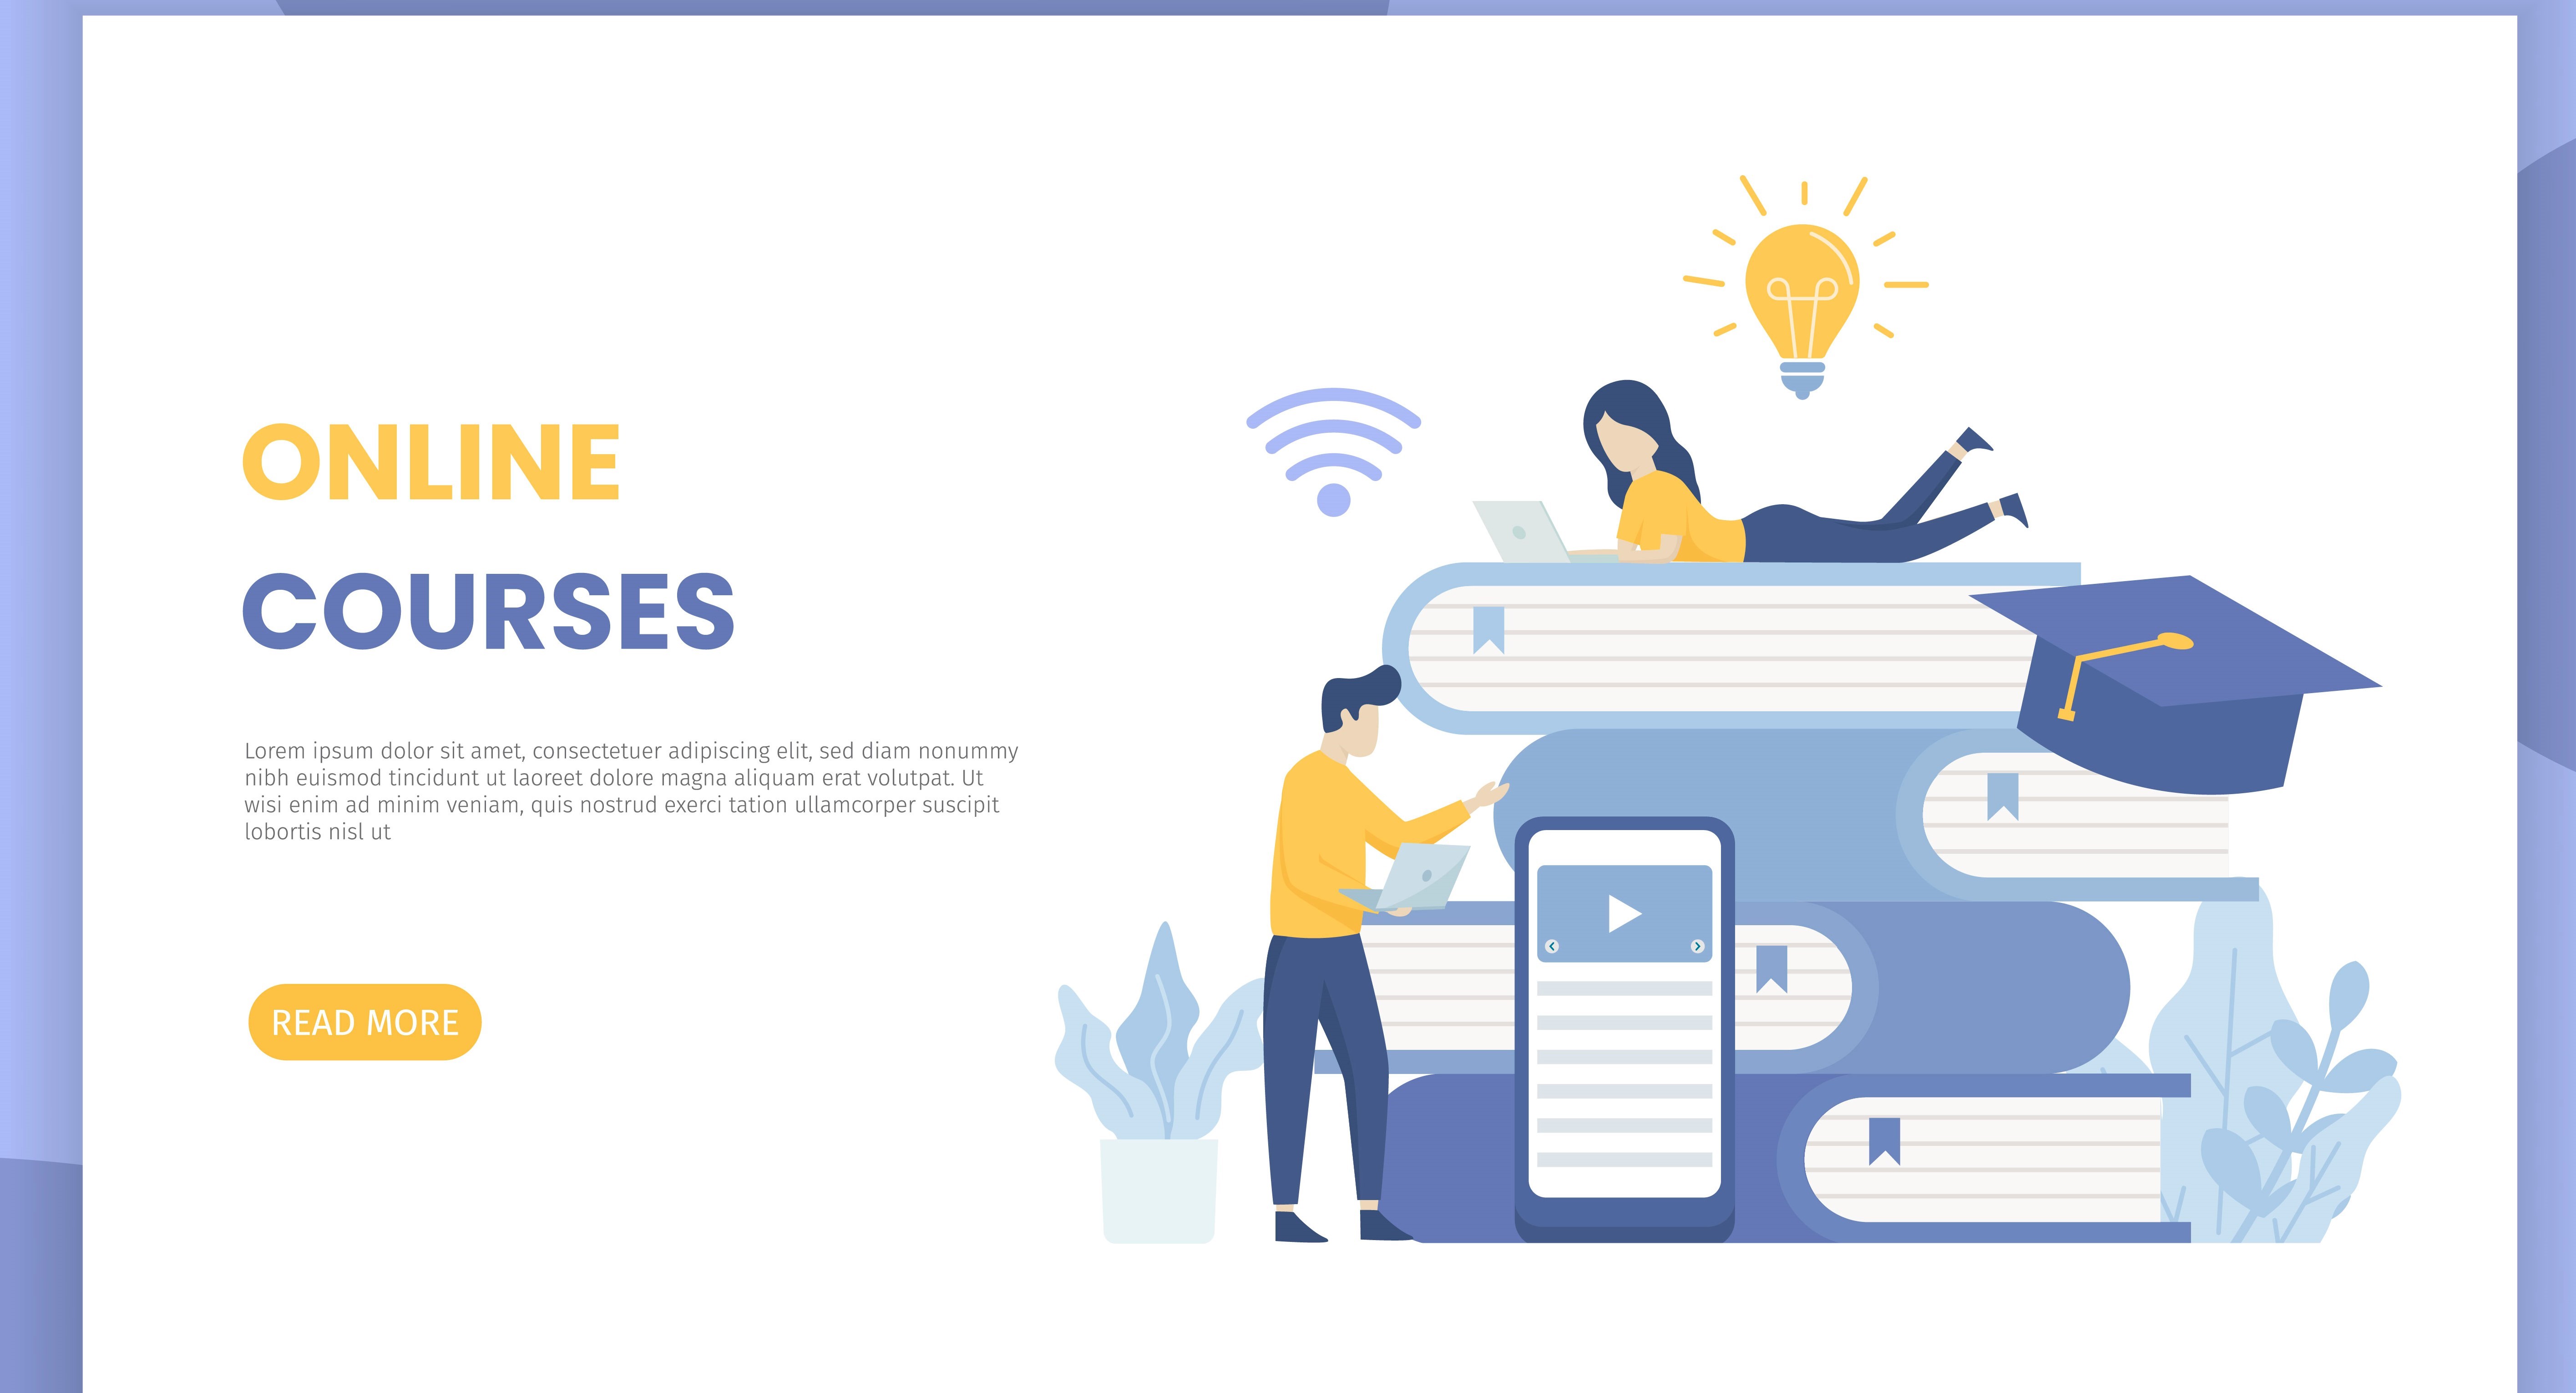 ONLINE
COURSES
Lorem ipsum dolor sit amet, consectetuer adipiscing elit, sed diam nonummy
nibh euismod tincidunt ut laoreet dolore magna aliquam erat volutpat. Ut
wisi enim ad minim veniam, quis nostrud exerci tation ullamcorper suscipit
lobortis nisl ut
READ MORE